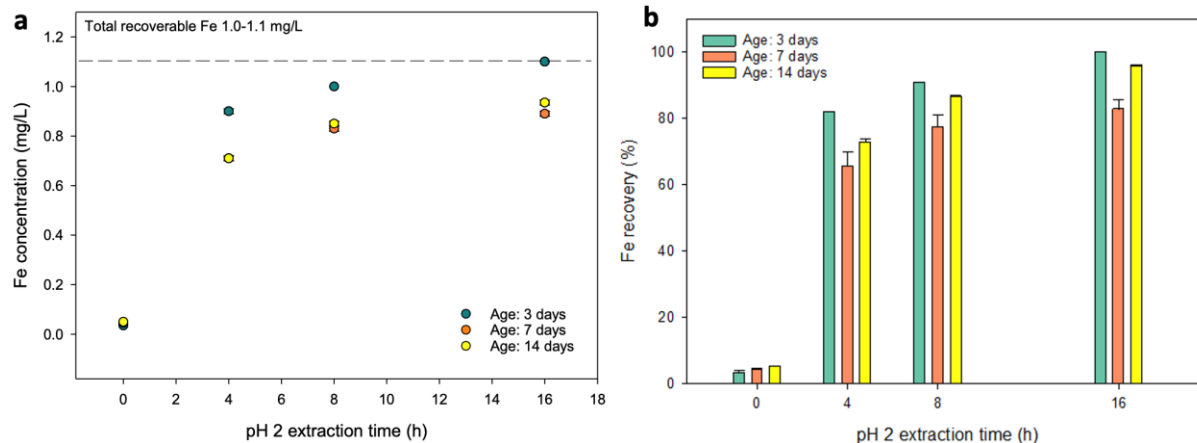 a
Total recoverable Fe 1.0-1.1 mg/L
1.2
1.0
0.8
0.6
0.4
0.2
0.0
Fe concentration (mg/L)
Age: 3 days
Age: 7 days
Age: 14 days
0 2 4 6 8 10 12 14 16 18
pH 2 extraction time (h)
b
Age: 3 days
Age: 7 days
Age: 14 days
100
80
60
40
20
0
Fe recovery (%)
0 4 8 16
pH 2 extraction time (h)